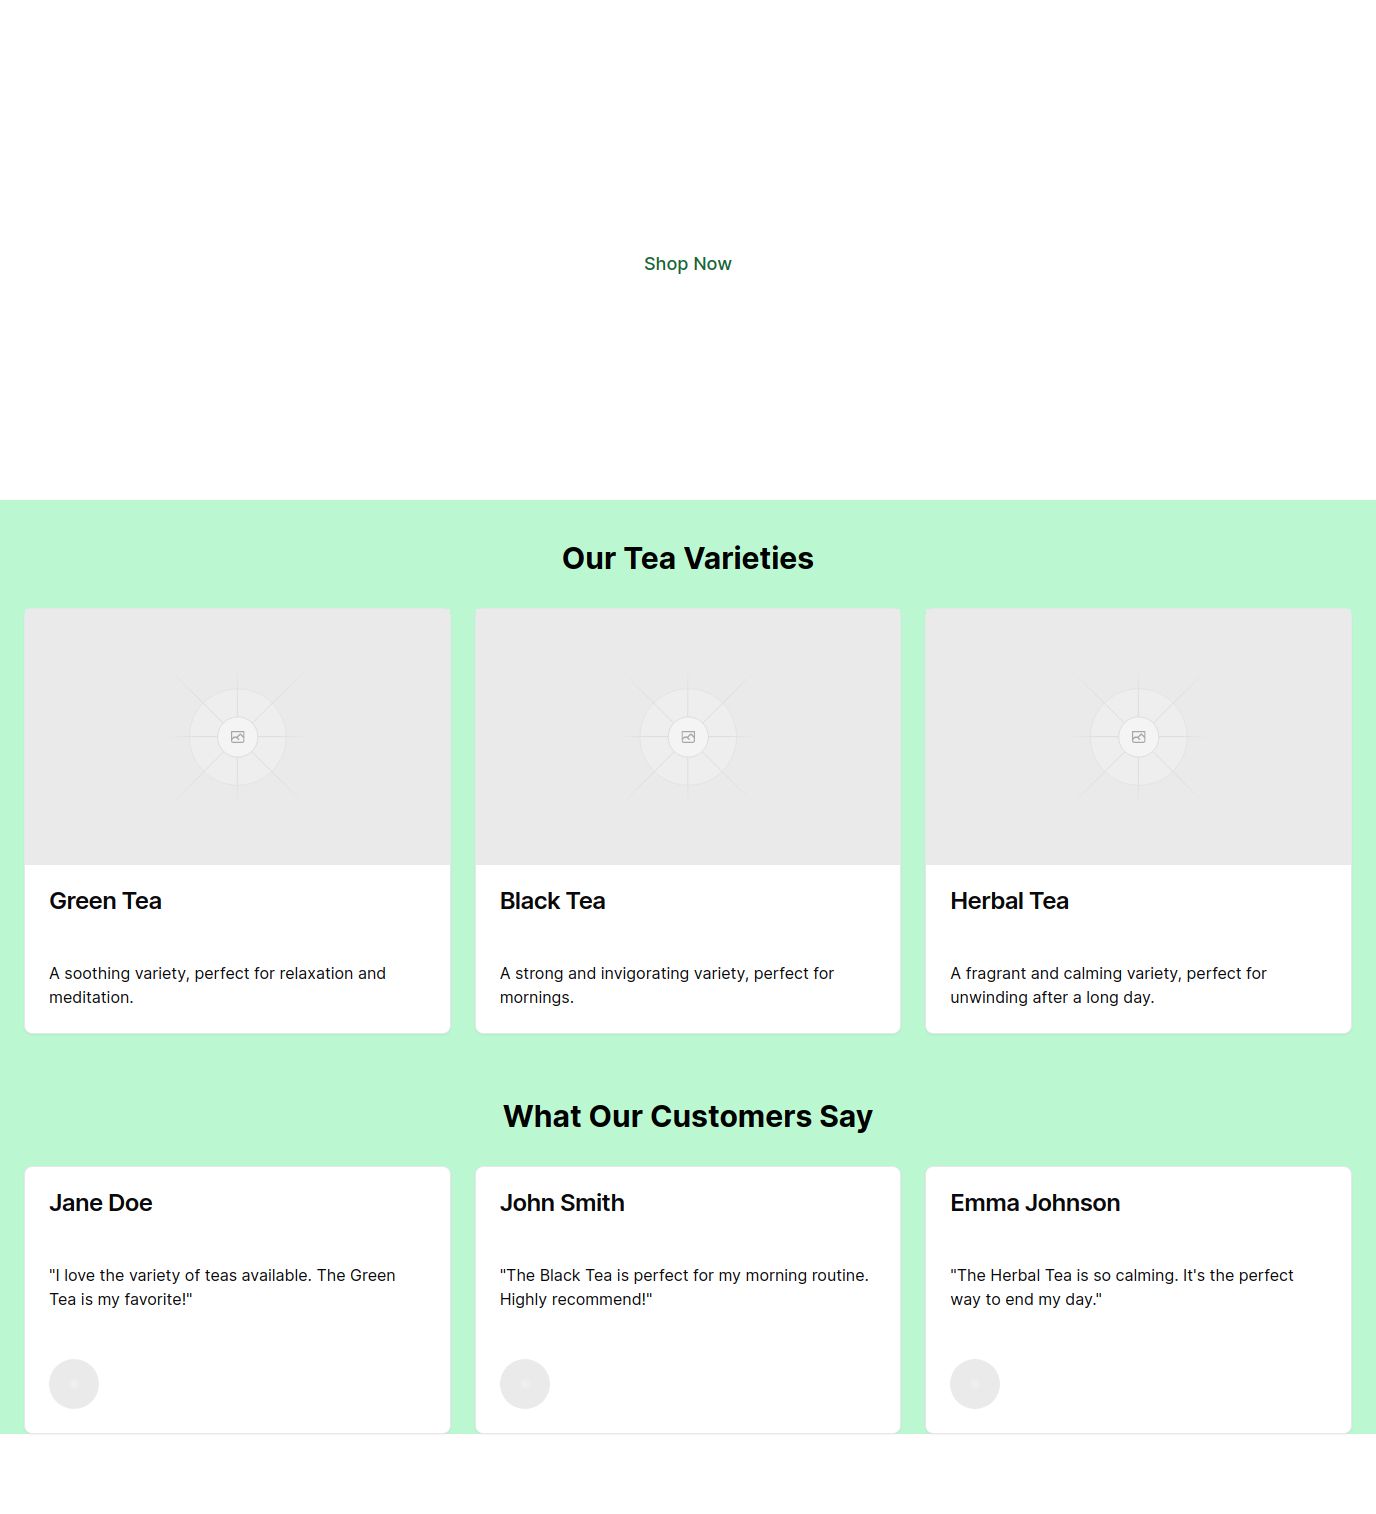 Shop Now
Our Tea Varieties
Green Tea
A soothing variety, perfect for relaxation and
meditation.
Black Tea
A strong and invigorating variety, perfect for
mornings.
Herbal Tea
A fragrant and calming variety, perfect for
unwinding after a long day.
What Our Customers Say
Jane Doe
"I love the variety of teas available. The Green
Tea is my favorite!"
John Smith
"The Black Tea is perfect for my morning routine.
Highly recommend!"
Emma Johnson
"The Herbal Tea is so calming. It's the perfect
way to end my day."